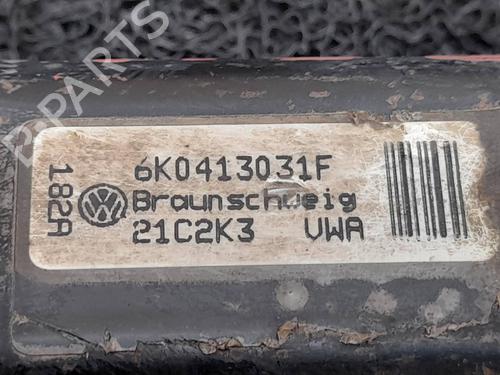 6K0413031F
Braunschweig
21C2K3 VWA
182A
B-PARTS